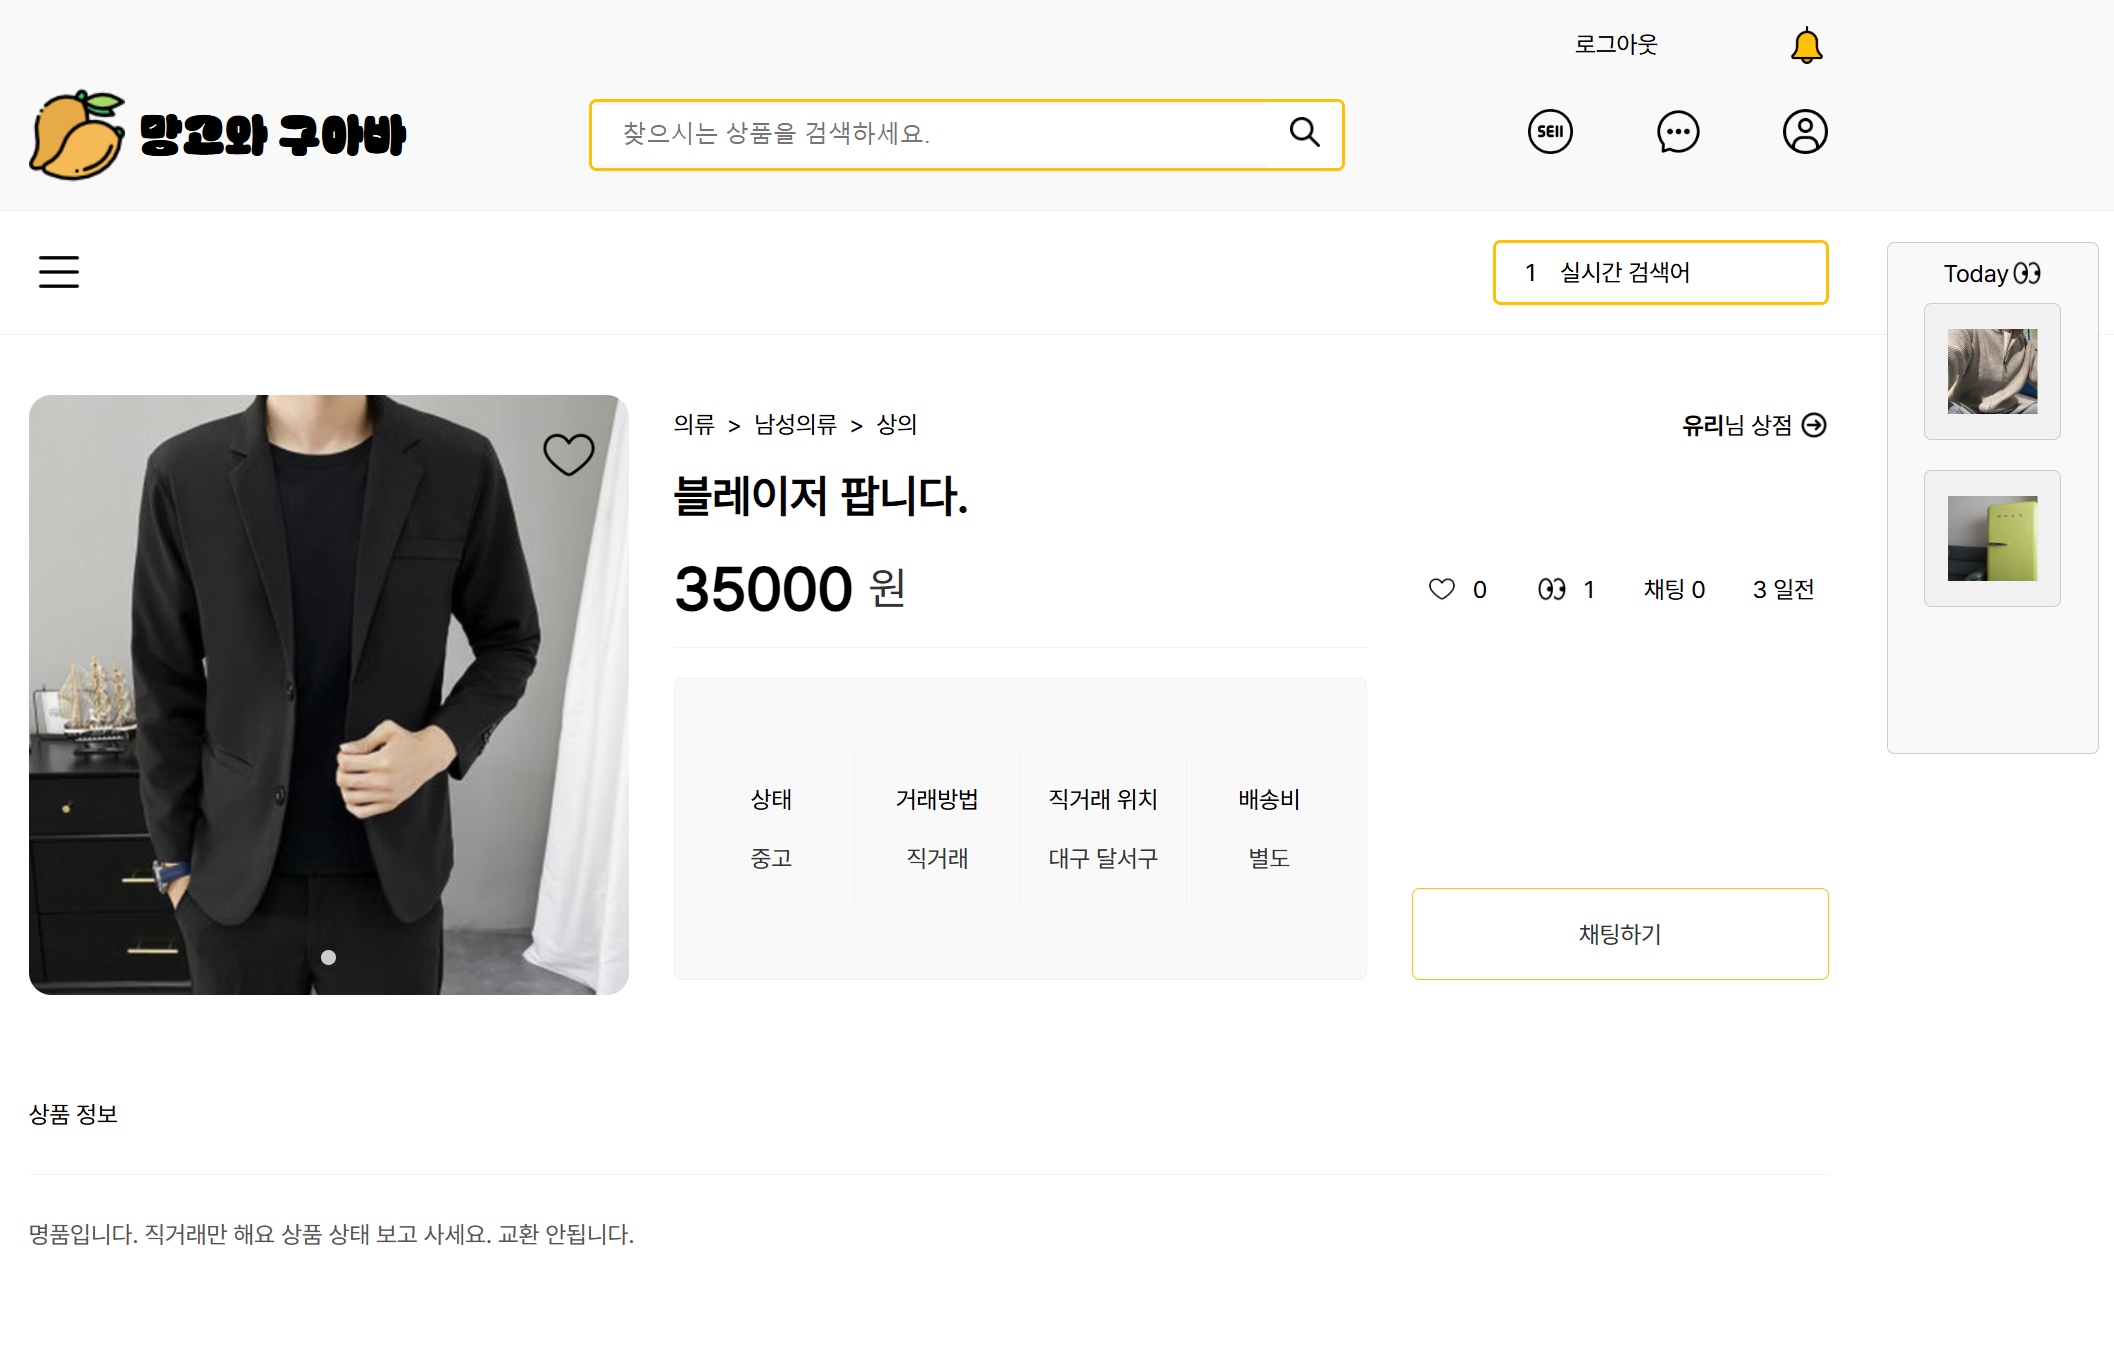 로그아웃
망고와 구아바
찾으시는 상품을 검색하세요.
SEll
1 실시간 검색어
Today
의류 > 남성의류 > 상의
유리님 상점
블레이저 팝니다.
35000 원
0
1
채팅 0
3 일전
상태 거래방법 직거래 위치 배송비
중고 직거래 대구 달서구 별도
채팅하기
상품 정보
명품입니다. 직거래만 해요 상품 상태 보고 사세요. 교환 안됩니다.